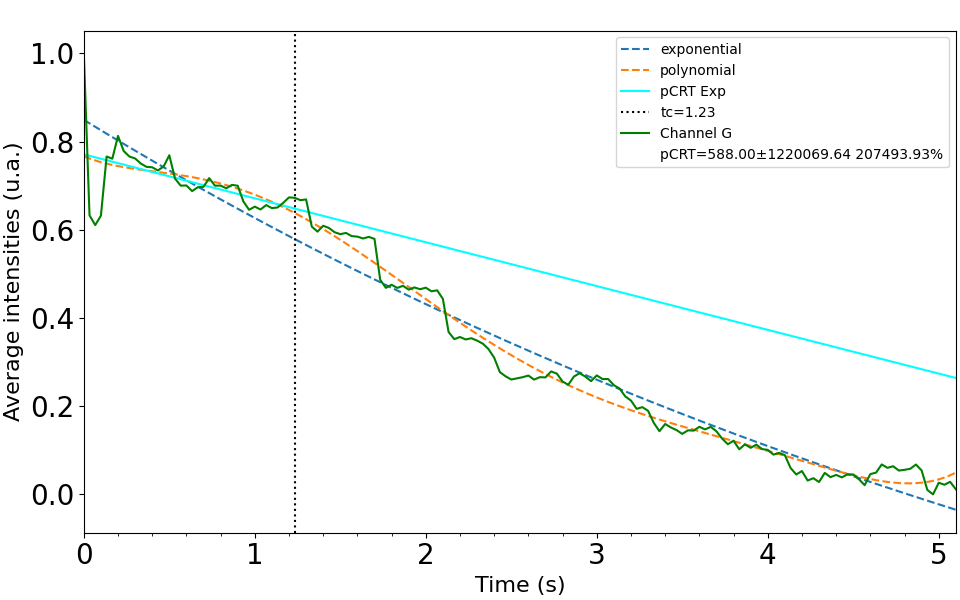 1.0
0.8
0.6
0.4
0.2
0.0
Average intensities (u.a.)
exponential
polynomial
pCRT Exp
tc=1.23
Channel G
pCRT=588.00±1220069.64 207493.93%
0 1 2 3 4 5
Time (s)